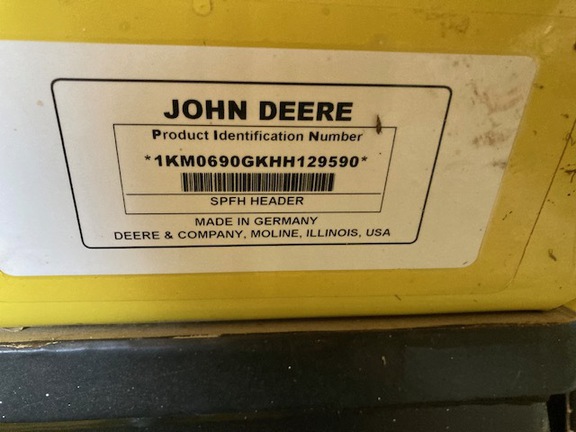 JOHN DEERE
Product Identification Number
*1KM0690GKHH129590*
SPFH HEADER
MADE IN GERMANY
DEERE & COMPANY, MOLINE, ILLINOIS, USA